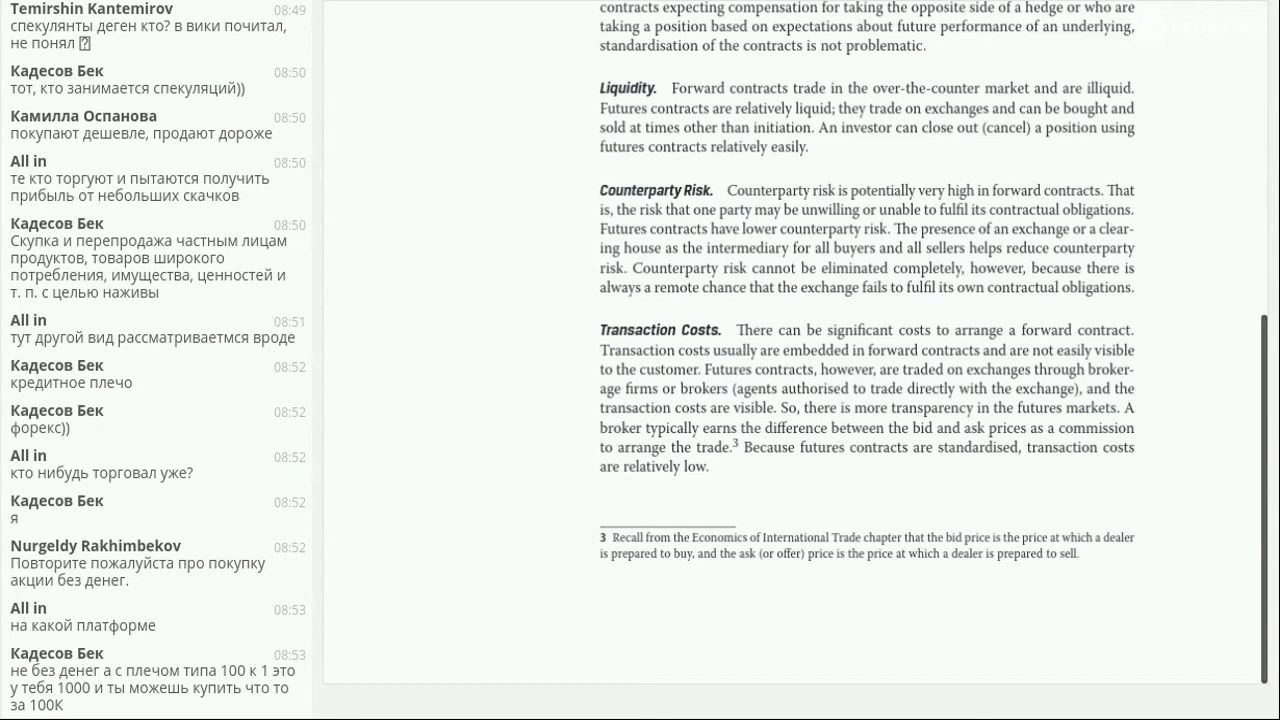 Temirshin Kantemirov 08:49
спекулянты деген кто? в вики почитал,
не понял
Кадесов Бек 08:50
тот, кто занимается спекуляций))
Камилла Оспанова 08:50
покупают дешевле, продают дороже
All in 08:50
те кто торгуют и пытаются получить
прибыль от небольших скачков
Кадесов Бек 08:50
Скупка и перепродажа частным лицам
продуктов, товаров широкого
потребления, имущества, ценностей и
т. п. с целью наживы
All in 08:51
тут другой вид рассматриваетмся вроде
Кадесов Бек 08:52
кредитное плечо
Кадесов Бек 08:52
форекс))
All in 08:52
кто нибудь торговал уже?
Кадесов Бек 08:52
я
Nurgeldy Rakhimbekov 08:52
Повторите пожалуйста про покупку
акции без денег.
All in 08:53
на какой платформе
Кадесов Бек 08:53
не без денег а с плечом типа 100 к 1 это
у тебя 1000 и ты можешь купить что то
за 100К
contracts expecting compensation for taking the opposite side of a hedge or who are
taking a position based on expectations about future performance of an underlying,
standardisation of the contracts is not problematic.
Liquidity. Forward contracts trade in the over-the-counter market and are illiquid.
Futures contracts are relatively liquid; they trade on exchanges and can be bought and
sold at times other than initiation. An investor can close out (cancel) a position using
futures contracts relatively easily.
Counterparty Risk. Counterparty risk is potentially very high in forward contracts. That
is, the risk that one party may be unwilling or unable to fulfil its contractual obligations.
Futures contracts have lower counterparty risk. The presence of an exchange or a clear-
ing house as the intermediary for all buyers and all sellers helps reduce counterparty
risk. Counterparty risk cannot be eliminated completely, however, because there is
always a remote chance that the exchange fails to fulfil its own contractual obligations.
Transaction Costs. There can be significant costs to arrange a forward contract.
Transaction costs usually are embedded in forward contracts and are not easily visible
to the customer. Futures contracts, however, are traded on exchanges through broker-
age firms or brokers (agents authorised to trade directly with the exchange), and the
transaction costs are visible. So, there is more transparency in the futures markets. A
broker typically earns the difference between the bid and ask prices as a commission
to arrange the trade.3 Because futures contracts are standardised, transaction costs
are relatively low.
3 Recall from the Economics of International Trade chapter that the bid price is the price at which a dealer
is prepared to buy, and the ask (or offer) price is the price at which a dealer is prepared to sell.